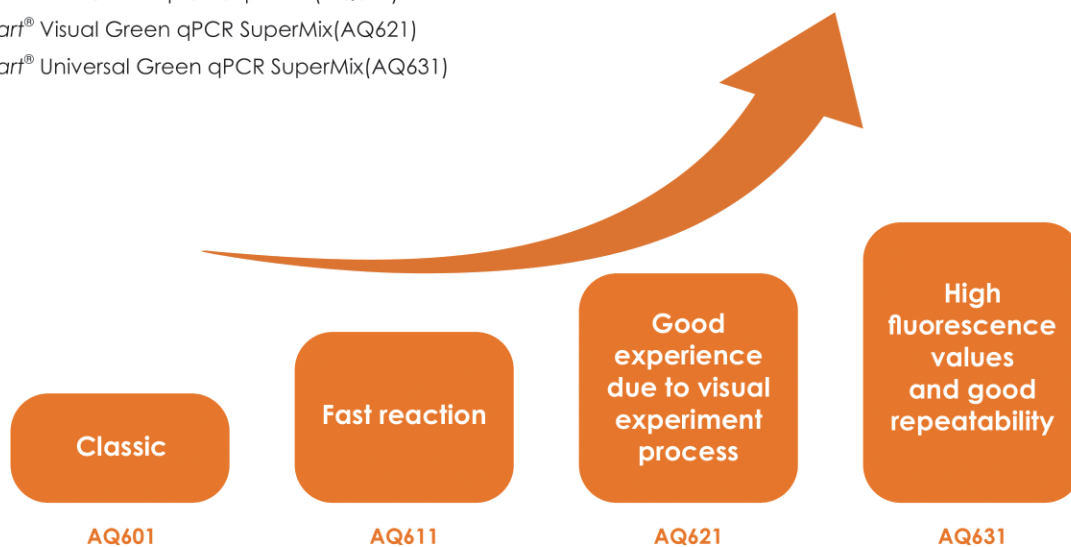 art® Visual Green qPCR SuperMix(AQ621)
art® Universal Green qPCR SuperMix(AQ631)
Classic
Fast reaction
Good
experience
due to visual
experiment
process
High
fluorescence
values
and good
repeatability
AQ601
AQ611
AQ621
AQ631